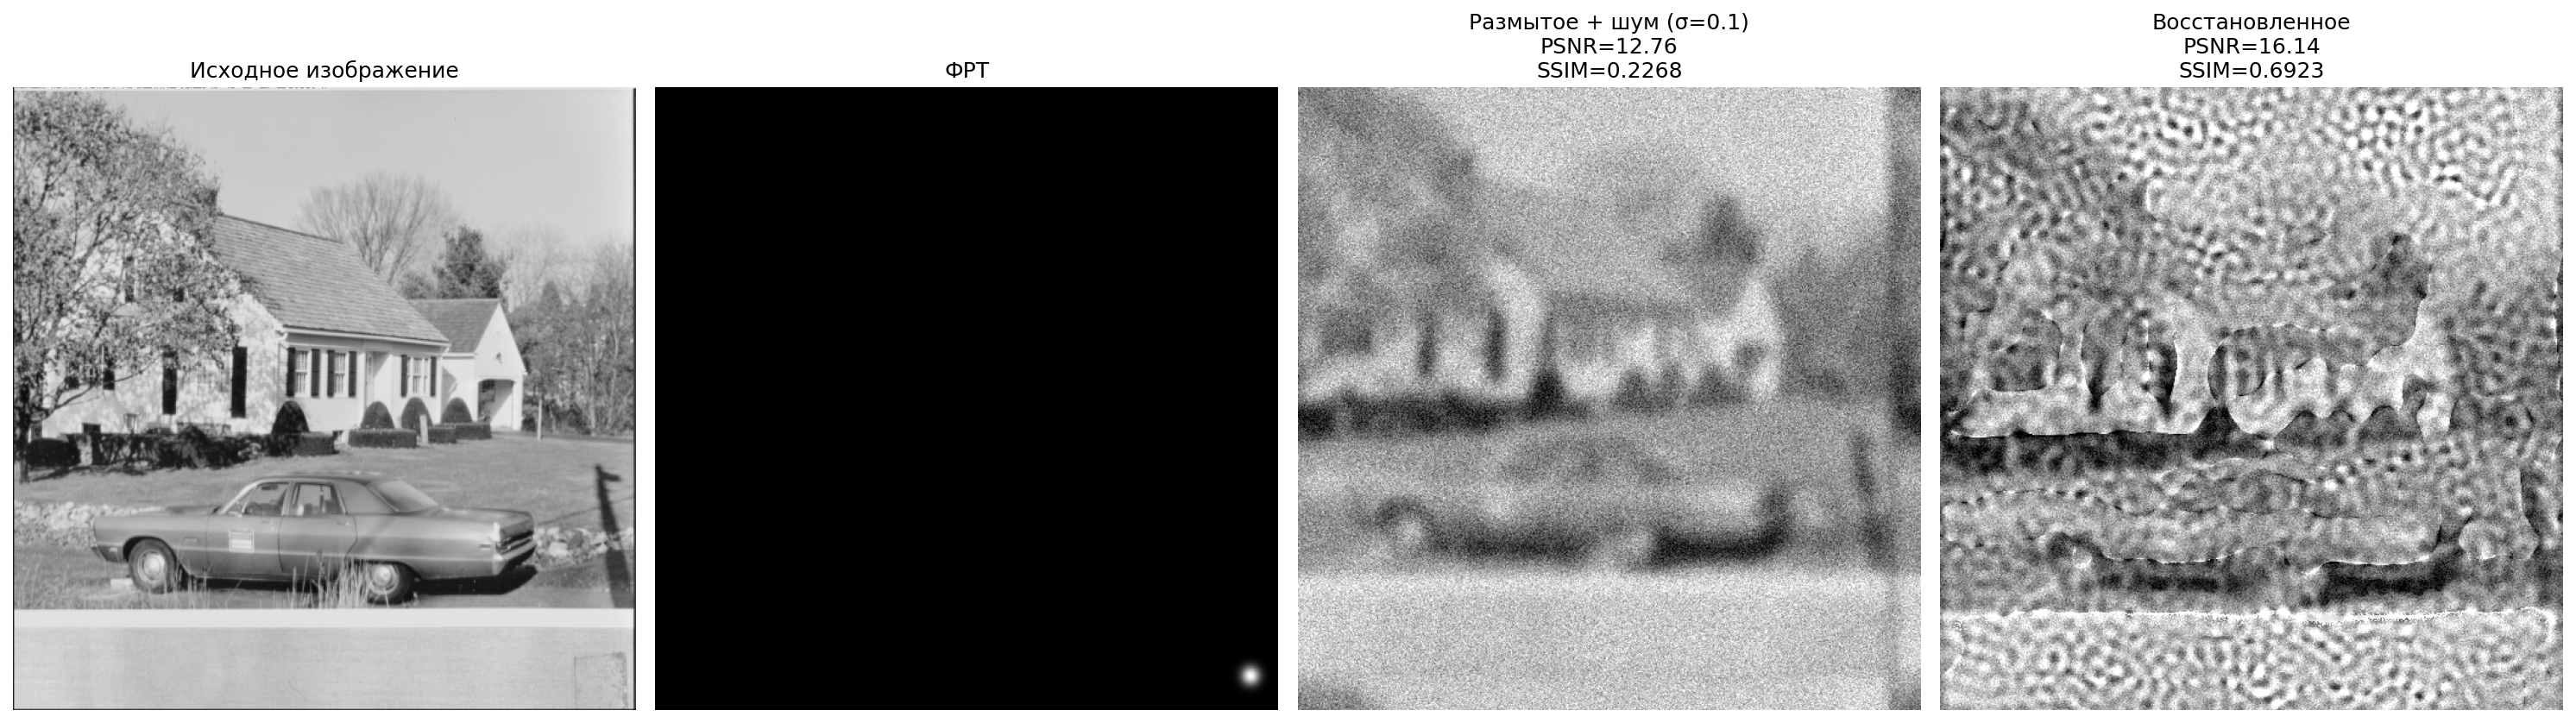 Исходное изображение
ФРТ
Размытое + шум (σ=0.1)
PSNR=12.76
SSIM=0.2268
Восстановленное
PSNR=16.14
SSIM=0.6923